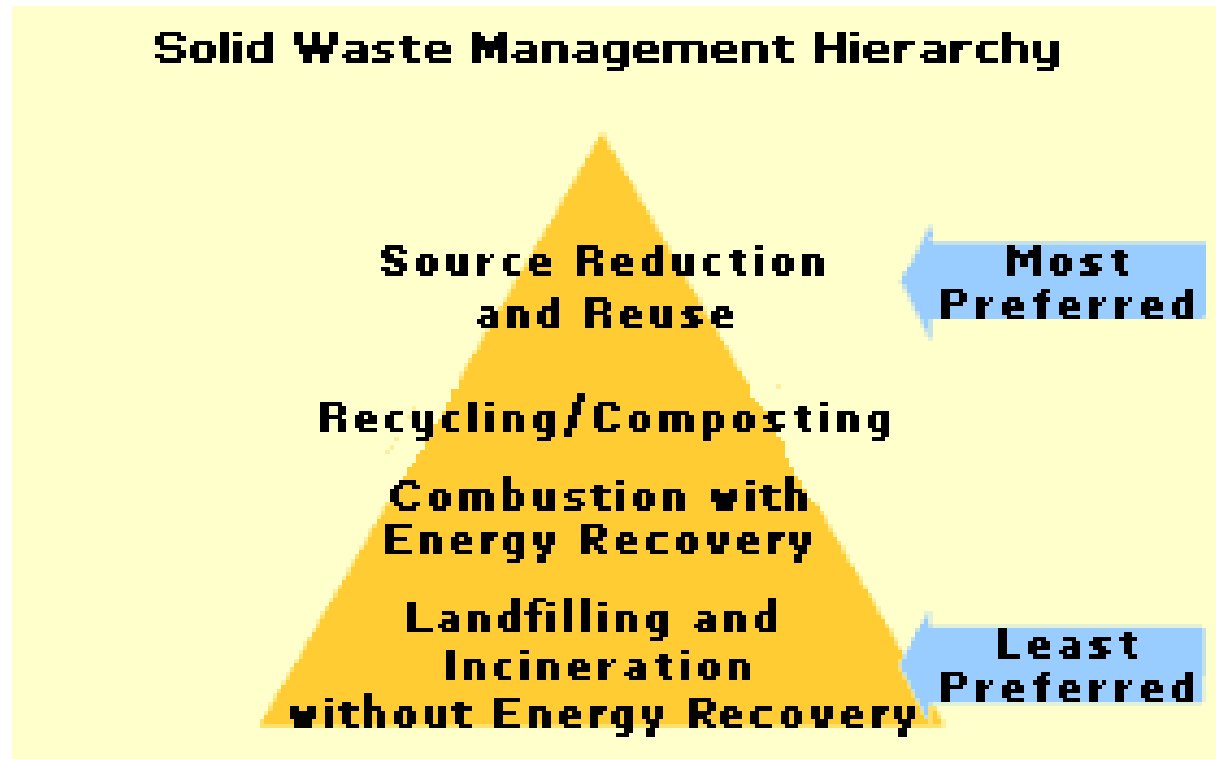 Solid Waste Management Hierarchy
Source Reduction
and Reuse
Most
Preferred
Recycling/Composting
Combustion with
Energy Recovery
Landfilling and
Incineration
without Energy Recovery
Least
Preferred